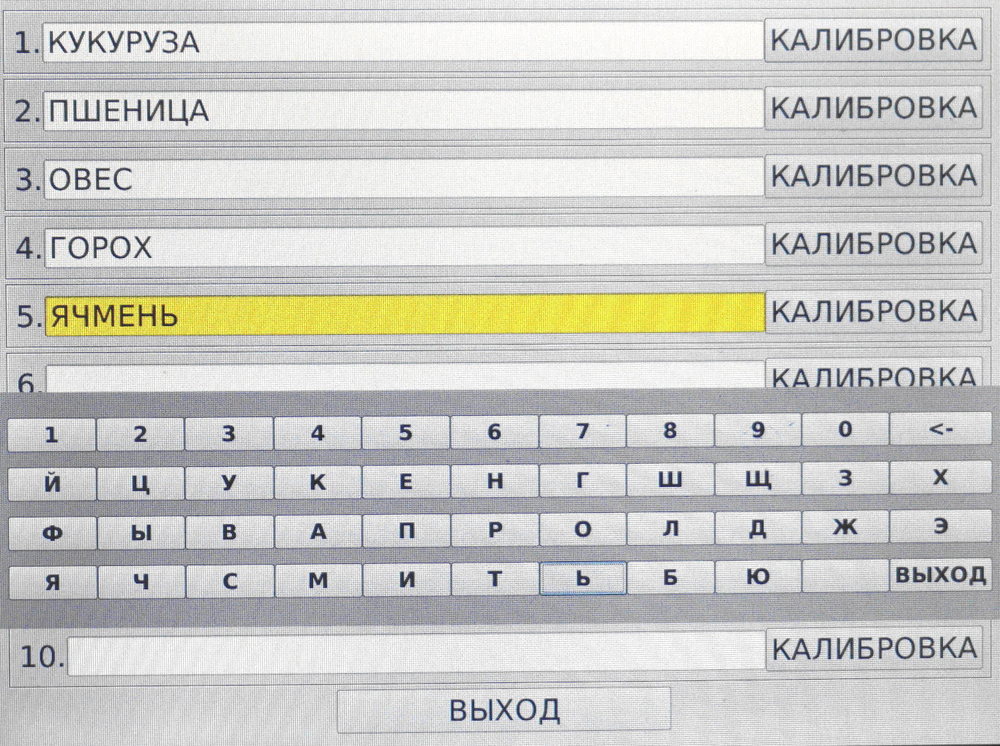 1. КУКУРУЗА КАЛИБРОВКА
2. ПШЕНИЦА КАЛИБРОВКА
3. ОВЕС КАЛИБРОВКА
4. ГОРОХ КАЛИБРОВКА
5. ЯЧМЕНЬ КАЛИБРОВКА
6. КАЛИБРОВКА
1 2 3 4 5 6 7 8 9 0 <-
Й Ц У К Е Н Г Ш Щ З Х
Ф Ы В А П Р О Л Д Ж Э
Я Ч С М И Т Ь Б Ю ВЫХОД
10. КАЛИБРОВКА
ВЫХОД